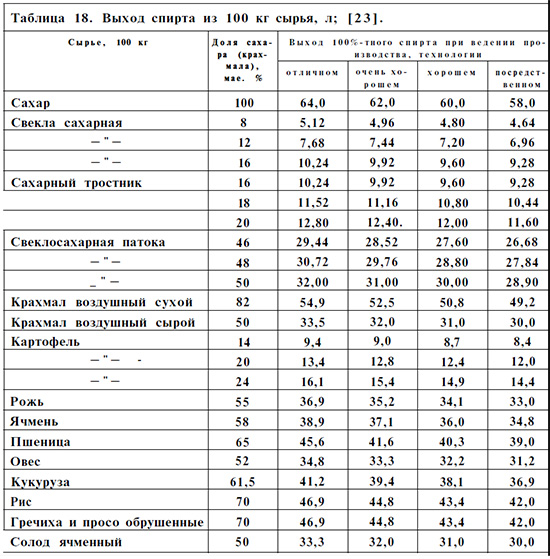 Таблица 18. Выход спирта из 100 кг сырья, л; [23].
Сырье, 100 кг | Доля саха-ра (крах-мала), мае. % | Выход 100%-тного спирта при ведении про-изводства, технологии
отличном | очень хо-рошем | хорошем | посредст-венном
Сахар 100 64,0 62,0 60,0 58,0
Свекла сахарная 8 5,12 4,96 4,80 4,64
—"— 12 7,68 7,44 7,20 6,96
—"— 16 10,24 9,92 9,60 9,28
Сахарный тростник 16 10,24 9,92 9,60 9,28
18 11,52 11,16 10,80 10,44
20 12,80 12,40. 12,00 11,60
Свеклосахарная патока 46 29,44 28,52 27,60 26,68
—"— 48 30,72 29,76 28,80 27,84
_"— 50 32,00 31,00 30,00 28,90
Крахмал воздушный сухой 82 54,9 52,5 50,8 49,2
Крахмал воздушный сырой 50 33,5 32,0 31,0 30,0
Картофель 14 9,4 9,0 8,7 8,4
—"— - 20 13,4 12,8 12,4 12,0
—"— 24 16,1 15,4 14,9 14,4
Рожь 55 36,9 35,2 34,1 33,0
Ячмень 58 38,9 37,1 36,0 34,8
Пшеница 65 45,6 41,6 40,3 39,0
Овес 52 34,8 33,3 32,2 31,2
Кукуруза 61,5 41,2 39,4 38,1 36,9
Рис 70 46,9 44,8 43,4 42,0
Гречиха и просо обрушенные 70 46,9 44,8 43,4 42,0
Солод ячменный 50 33,3 32,0 31,0 30,0